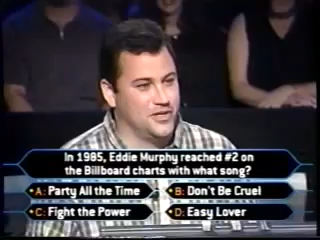 In 1985, Eddie Murphy reached #2 on
the Billboard charts with what song?
A: Party All the Time
B: Don't Be Cruel
C: Fight the Power
D: Easy Lover